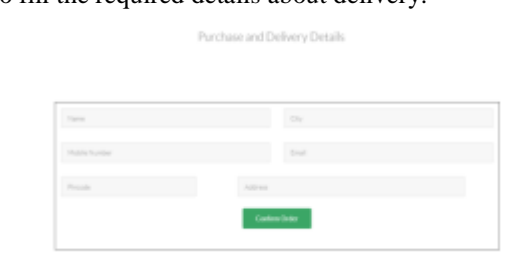 o fill the required details about delivery.
Purchase and Delivery Details
Name City
Mobile Number Email
Pincode Address
Confirm Order